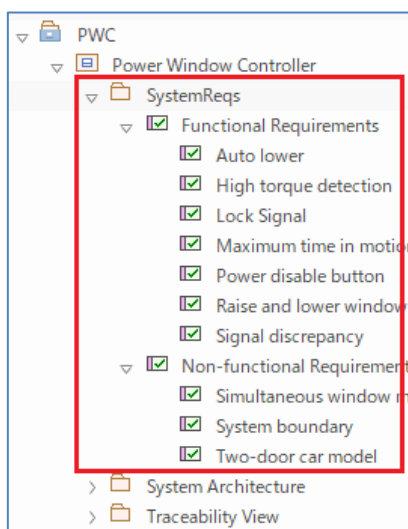 PWC
Power Window Controller
SystemReqs
Functional Requirements
Auto lower
High torque detection
Lock Signal
Maximum time in motio
Power disable button
Raise and lower window
Signal discrepancy
Non-functional Requirement
Simultaneous window m
System boundary
Two-door car model
System Architecture
Traceability View